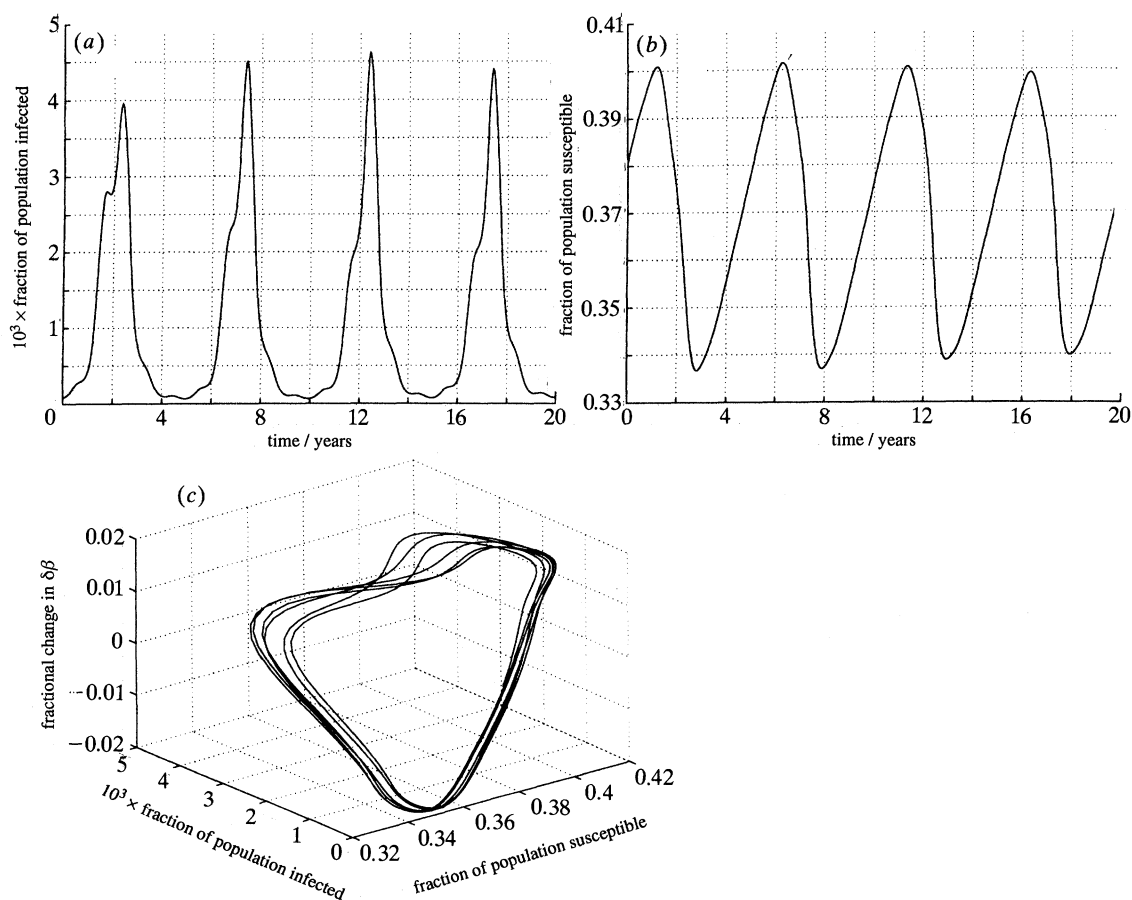 (a)
10³ × fraction of population infected
5
4
3
2
1
0 4 8 12 16 20
time / years
(b)
fraction of population susceptible
0.41
0.39
0.37
0.35
0.33
0 4 8 12 16 20
time / years
(c)
fractional change in δβ
0.02
0.01
0
-0.01
−0.02
5
4
3
2
1
0
10³ × fraction of population infected
0.32
0.34
0.36
0.38
0.4
0.42
fraction of population susceptible